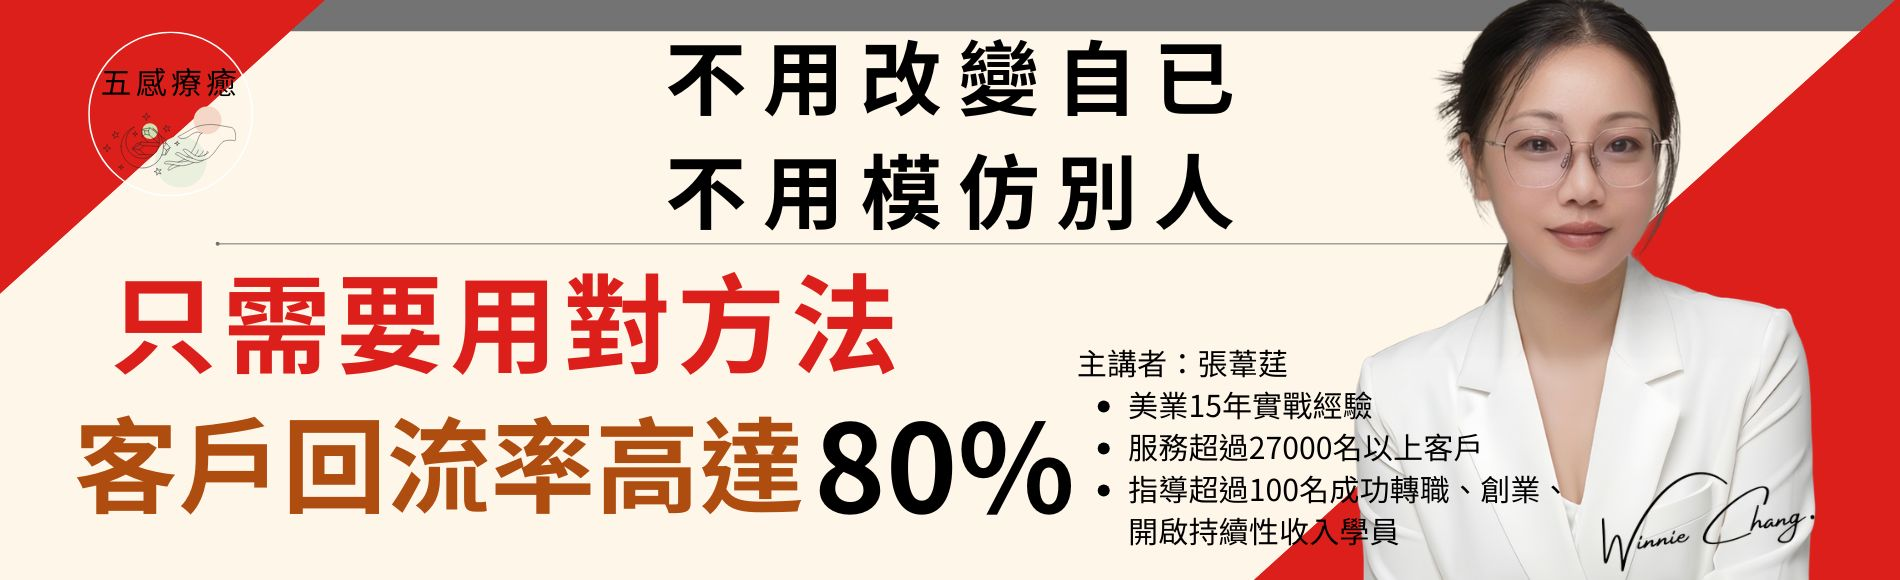 五感療癒
不用改變自已
不用模仿別人
只需要用對方法
客戶回流率高達80%
主講者：張葦莛
• 美業15年實戰經驗
• 服務超過27000名以上客戶
• 指導超過100名成功轉職、創業、
開啟持續性收入學員
Winnie Chang.